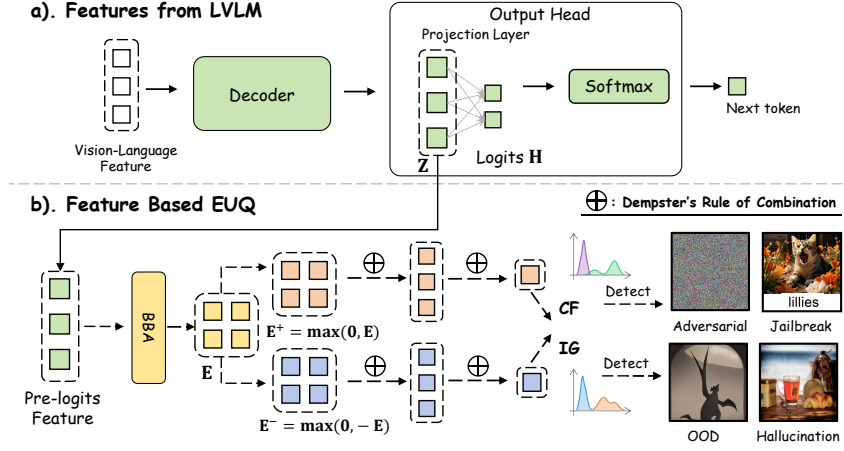 a). Features from LVLM
Output Head
Projection Layer
Decoder
Softmax
Next token
Vision-Language
Feature
Z
Logits H
b). Feature Based EUQ
⊕ : Dempster's Rule of Combination
BBA
E⁺ = max(0, E)
E
E⁻ = max(0, − E)
Pre-logits
Feature
CF
IG
Detect
Detect
lillies
Adversarial
Jailbreak
OOD
Hallucination